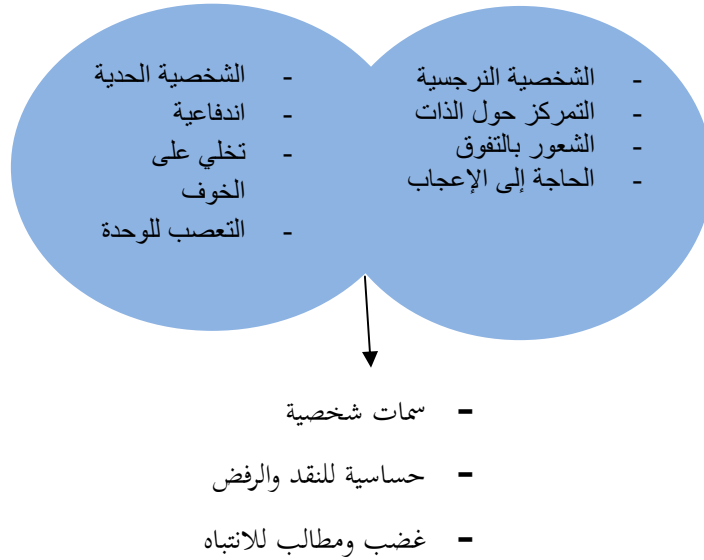 - الشخصية النرجسية
- التمركز حول الذات
- الشعور بالتفوق
- الحاجة إلى الإعجاب
- الشخصية الحدية
- اندفاعية
- تخلي على
الخوف
- التعصب للوحدة
- سمات شخصية
- حساسية للنقد والرفض
- غضب ومطالب للانتباه